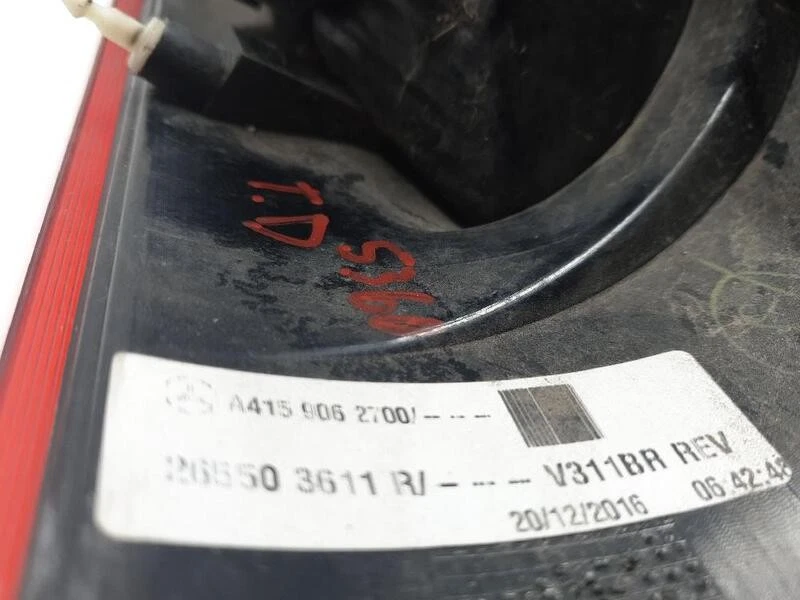 A415 906 2700/- -- -
26550 3611 R/- --- - V311BR REV
20/12/2016 06:42:48